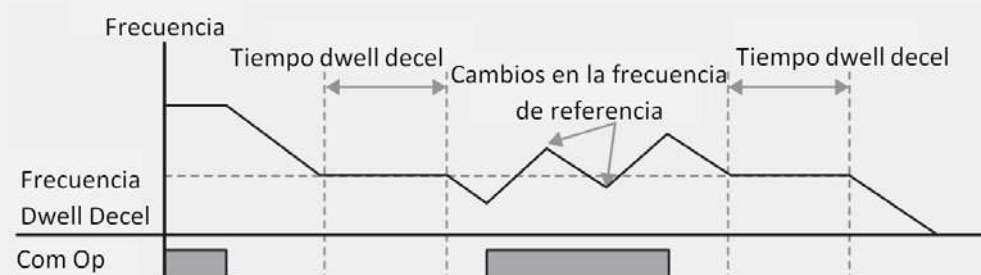 Frecuencia
Tiempo dwell decel
Cambios en la frecuencia
de referencia
Tiempo dwell decel
Frecuencia
Dwell Decel
Com Op